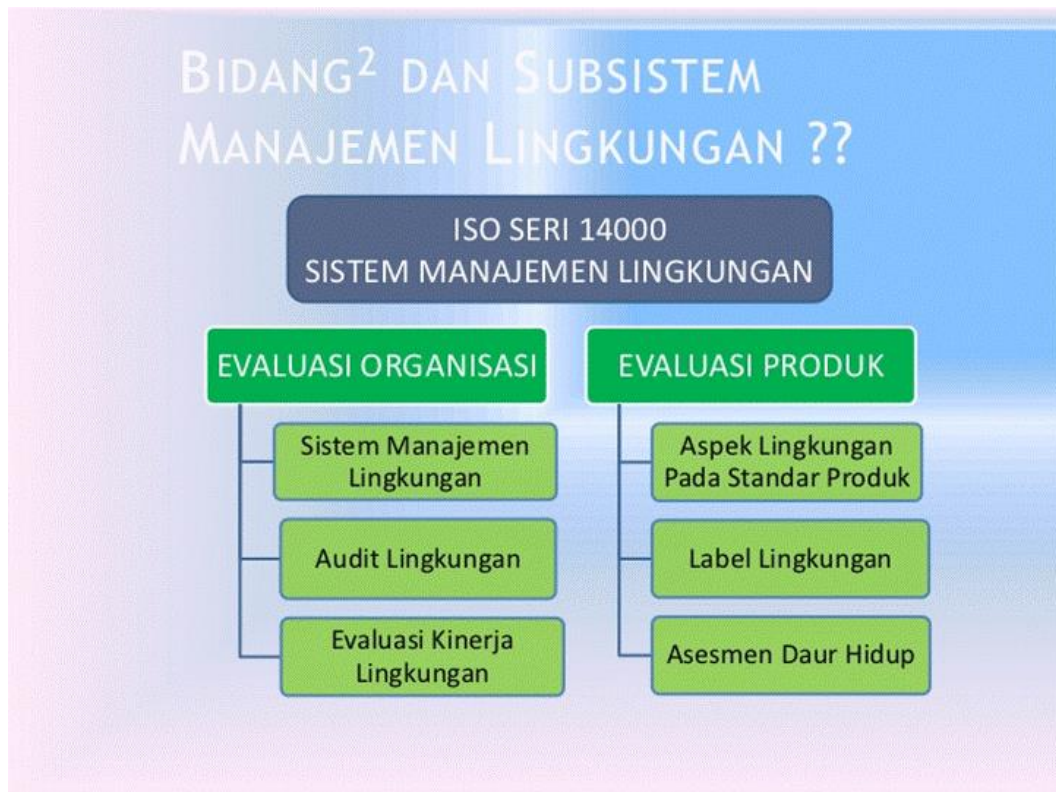 BIDANG² DAN SUBSISTEM
MANAJEMEN LINGKUNGAN ??
ISO SERI 14000
SISTEM MANAJEMEN LINGKUNGAN
EVALUASI ORGANISASI
Sistem Manajemen
Lingkungan
Audit Lingkungan
Evaluasi Kinerja
Lingkungan
EVALUASI PRODUK
Aspek Lingkungan
Pada Standar Produk
Label Lingkungan
Asesmen Daur Hidup